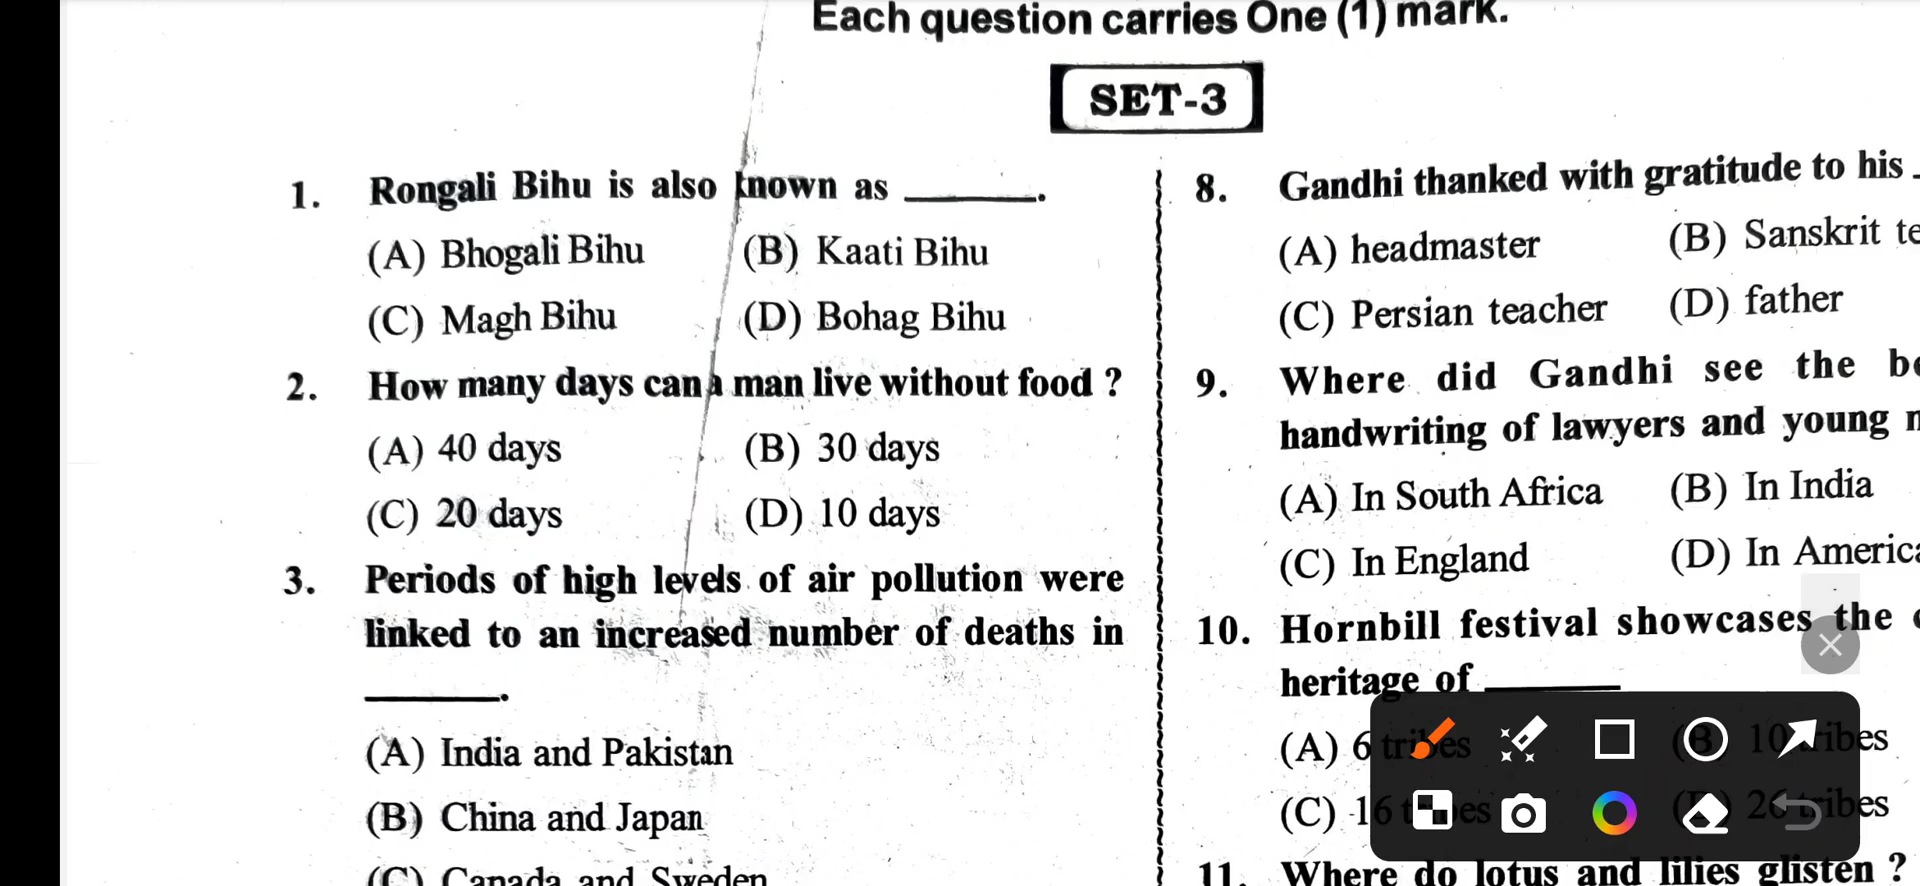 Each question carries One (1) mark.
SET-3
1. Rongali Bihu is also known as ______.
(A) Bhogali Bihu (B) Kaati Bihu
(C) Magh Bihu (D) Bohag Bihu
2. How many days can a man live without food ?
(A) 40 days (B) 30 days
(C) 20 days (D) 10 days
3. Periods of high levels of air pollution were
linked to an increased number of deaths in
______.
(A) India and Pakistan
(B) China and Japan
(C) Canada and Sweden
8. Gandhi thanked with gratitude to his
(A) headmaster (B) Sanskrit
(C) Persian teacher (D) father
9. Where did Gandhi see the
handwriting of lawyers and young
(A) In South Africa (B) In India
(C) In England (D) In
10. Hornbill festival showcases the
heritage of ______
(A) 6 tribes (B) 10 tribes
(C) 16 tribes (D) 26 tribes
11. Where do lotus and lilies glisten ?